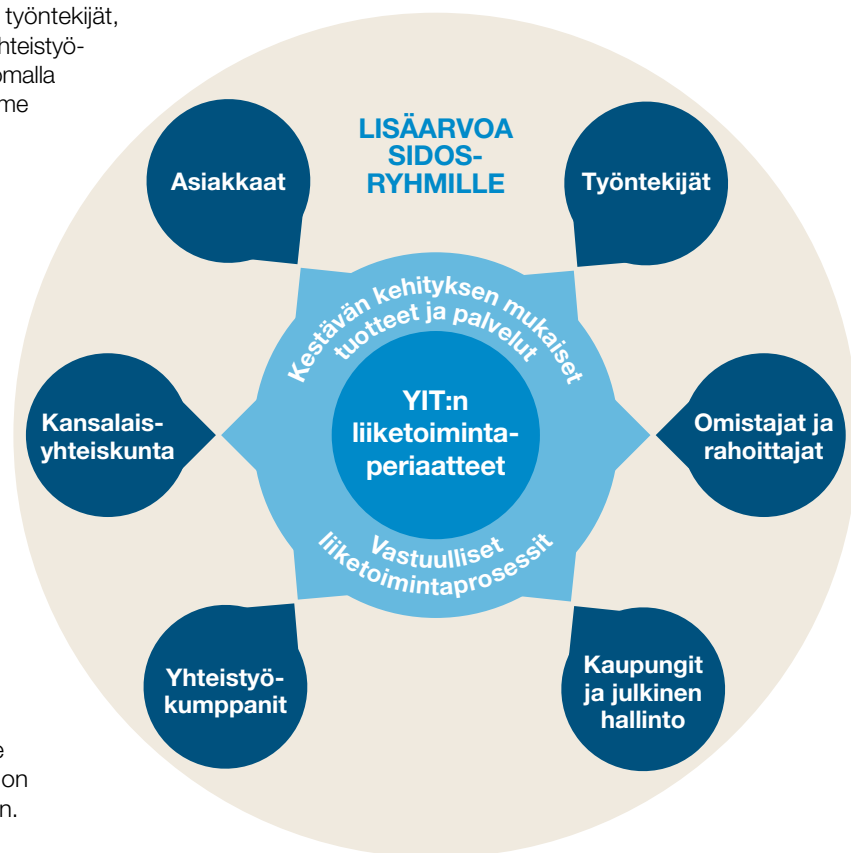 työntekijät,
hteistyö-
omalla
me
LISÄARVOA
SIDOS-
RYHMILLE
Asiakkaat
Työntekijät
Kestävän kehityksen mukaiset
tuotteet ja palvelut
YIT:n
liiketoiminta-
periaatteet
Kansalais-
yhteiskunta
Omistajat ja
rahoittajat
Vastuulliset
liiketoimintaprosessit
Yhteistyö-
kumppanit
Kaupungit
ja julkinen
hallinto
e
on
n.